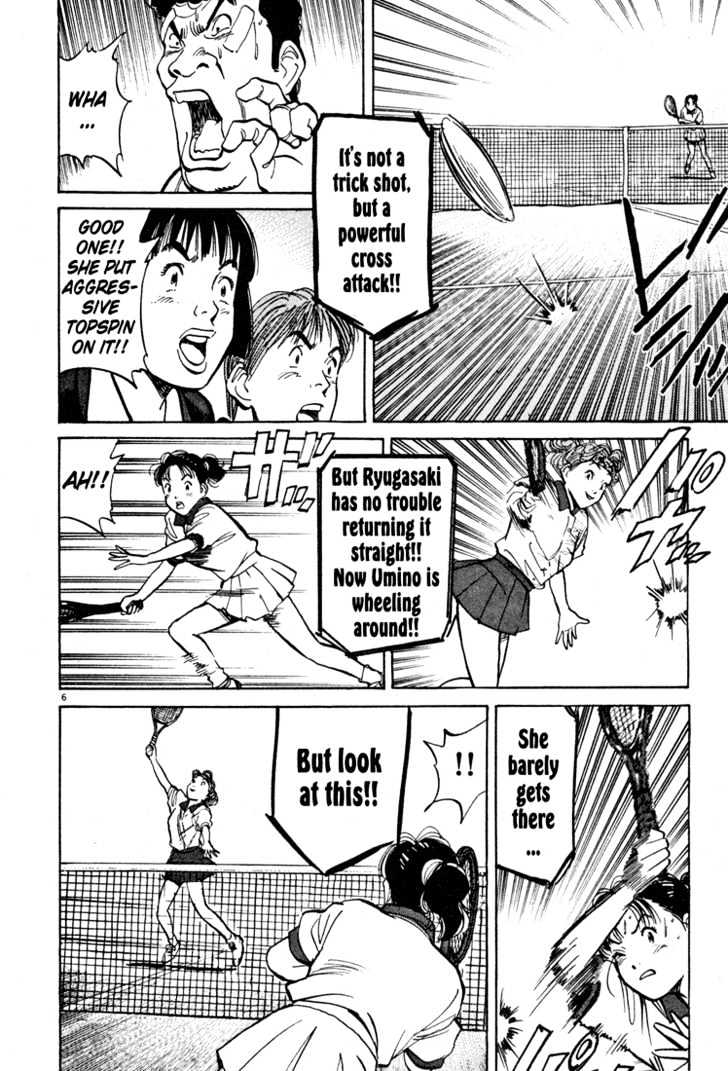 It's not a
trick shot,
but a
powerful
cross
attack!!
WHA
...
GOOD
ONE!!
SHE PUT
AGGRES-
SIVE
TOPSPIN
ON IT!!
But Ryugasaki
has no trouble
returning it
straight!!
Now Umino is
wheeling
around!!
AH!!
6
She
barely
gets
there
...
!!
But look
at this!!